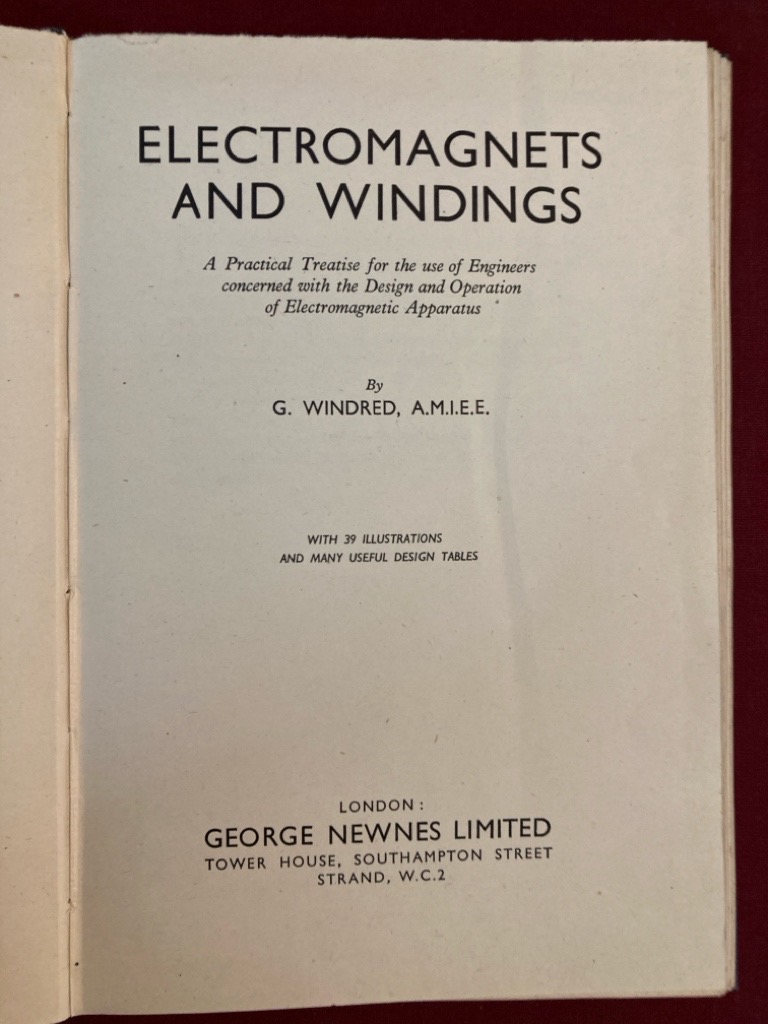 ELECTROMAGNETS
AND WINDINGS
A Practical Treatise for the use of Engineers
concerned with the Design and Operation
of Electromagnetic Apparatus
By
G. WINDRED, A.M.I.E.E.
WITH 39 ILLUSTRATIONS
AND MANY USEFUL DESIGN TABLES
LONDON :
GEORGE NEWNES LIMITED
TOWER HOUSE, SOUTHAMPTON STREET
STRAND, W.C.2